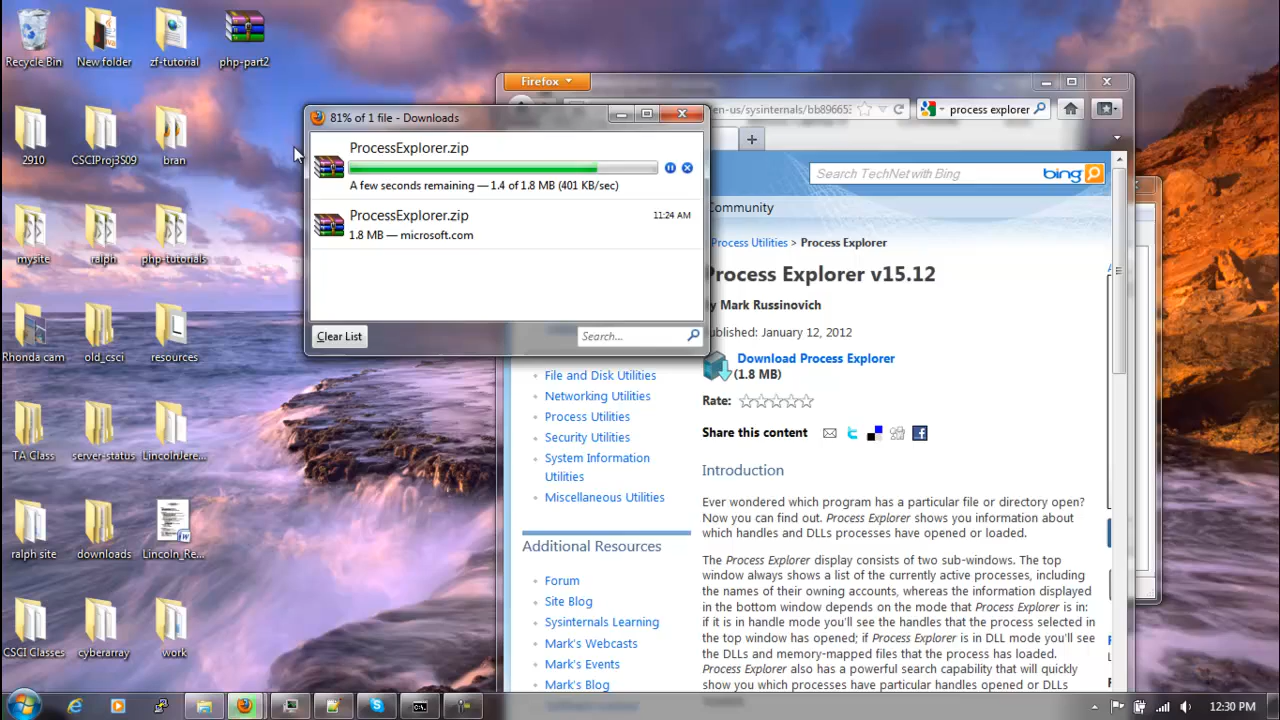 Recycle Bin
New folder
zf-tutorial
php-part2
2910
CSCIProj3S09
bran
mysite
ralph
php-tutorials
Rhonda cam
old_csci
resources
TA Class
server-status
LincolnJere...
ralph site
downloads
Lincoln_Re...
CSCI Classes
cyberarray
work
Firefox
en-us/sysinternals/bb89665
process explorer
81% of 1 file - Downloads
ProcessExplorer.zip
A few seconds remaining — 1.4 of 1.8 MB (401 KB/sec)
ProcessExplorer.zip
11:24 AM
1.8 MB — microsoft.com
Clear List
Search...
Search TechNet with Bing
bing
Community
Process Utilities > Process Explorer
Process Explorer v15.12
By Mark Russinovich
Published: January 12, 2012
Download Process Explorer
(1.8 MB)
Rate:
Share this content
Introduction
Ever wondered which program has a particular file or directory open?
Now you can find out. Process Explorer shows you information about
which handles and DLLs processes have opened or loaded.
The Process Explorer display consists of two sub-windows. The top
window always shows a list of the currently active processes, including
the names of their owning accounts, whereas the information displayed
in the bottom window depends on the mode that Process Explorer is in:
if it is in handle mode you'll see the handles that the process selected in
the top window has opened; if Process Explorer is in DLL mode you'll see
the DLLs and memory-mapped files that the process has loaded.
Process Explorer also has a powerful search capability that will quickly
show you which processes have particular handles opened or DLLs
File and Disk Utilities
Networking Utilities
Process Utilities
Security Utilities
System Information
Utilities
Miscellaneous Utilities
Additional Resources
Forum
Site Blog
Sysinternals Learning
Mark's Webcasts
Mark's Events
Mark's Blog
12:30 PM